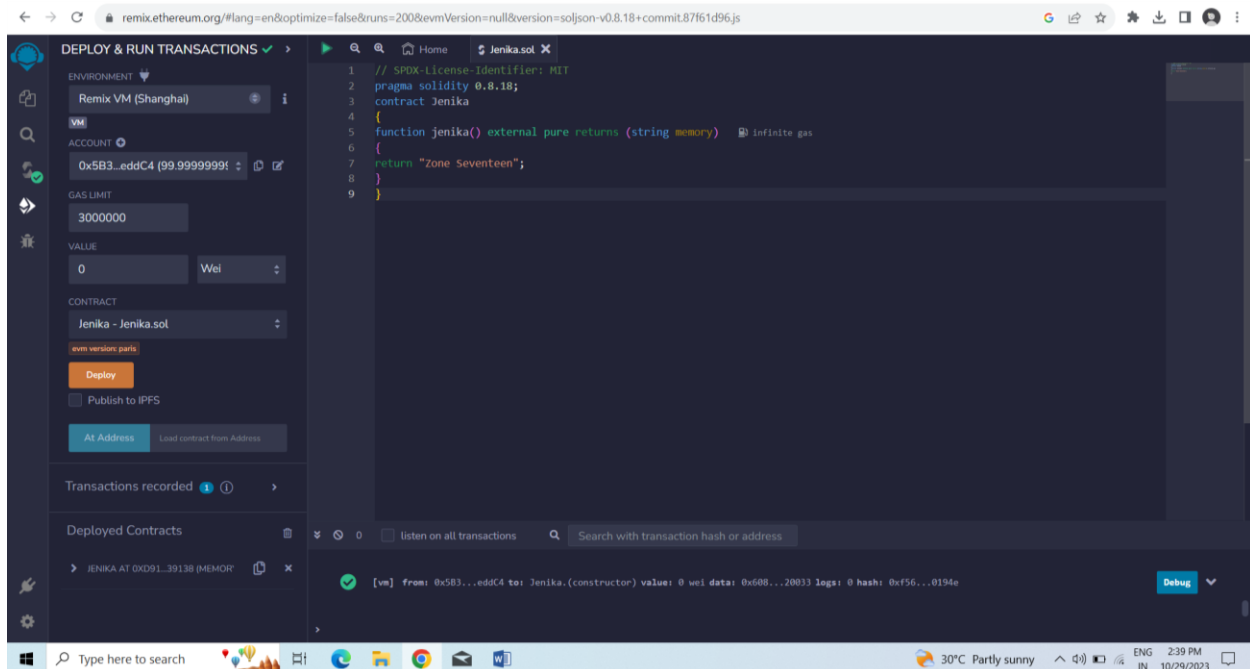 remix.ethereum.org/#lang=en&optimize=false&runs=200&evmVersion=null&version=soljson-v0.8.18+commit.87f61d96.js
DEPLOY & RUN TRANSACTIONS
ENVIRONMENT
Remix VM (Shanghai)
VM
ACCOUNT
0x5B3...eddC4 (99.99999999
GAS LIMIT
3000000
VALUE
0 Wei
CONTRACT
Jenika - Jenika.sol
evm version: paris
Deploy
Publish to IPFS
At Address Load contract from Address
Transactions recorded 1
Deployed Contracts
JENIKA AT 0XD91...39138 (MEMOR
Home Jenika.sol
1 // SPDX-License-Identifier: MIT
2 pragma solidity 0.8.18;
3 contract Jenika
4 {
5 function jenika() external pure returns (string memory) infinite gas
6 {
7 return "Zone Seventeen";
8 }
9 }
0 listen on all transactions Search with transaction hash or address
[vm] from: 0x5B3...eddC4 to: Jenika.(constructor) value: 0 wei data: 0x608...20033 logs: 0 hash: 0xf56...0194e Debug
>
Type here to search 30°C Partly sunny ENG 2:39 PM
IN 10/29/2023